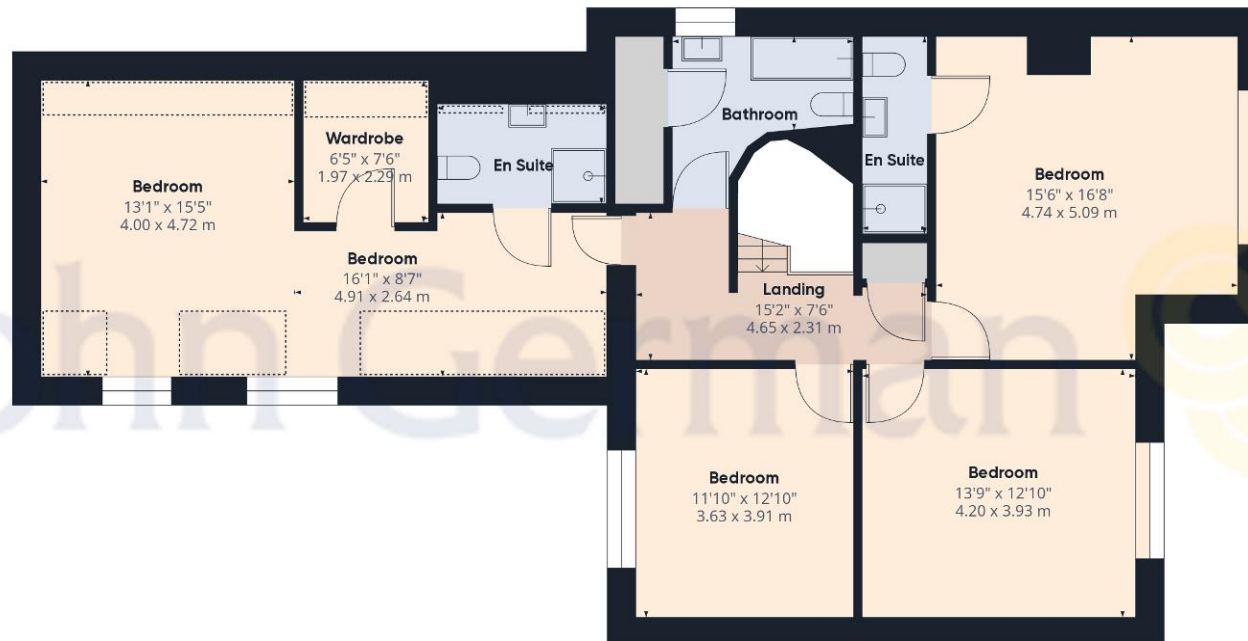 Bathroom
Wardrobe
6'5" x 7'6"
1.97 x 2.29 m
En Suite
En Suite
Bedroom
13'1" x 15'5"
4.00 x 4.72 m
Bedroom
15'6" x 16'8"
4.74 x 5.09 m
Bedroom
16'1" x 8'7"
4.91 x 2.64 m
Landing
15'2" x 7'6"
4.65 x 2.31 m
John German
Bedroom
11'10" x 12'10"
3.63 x 3.91 m
Bedroom
13'9" x 12'10"
4.20 x 3.93 m